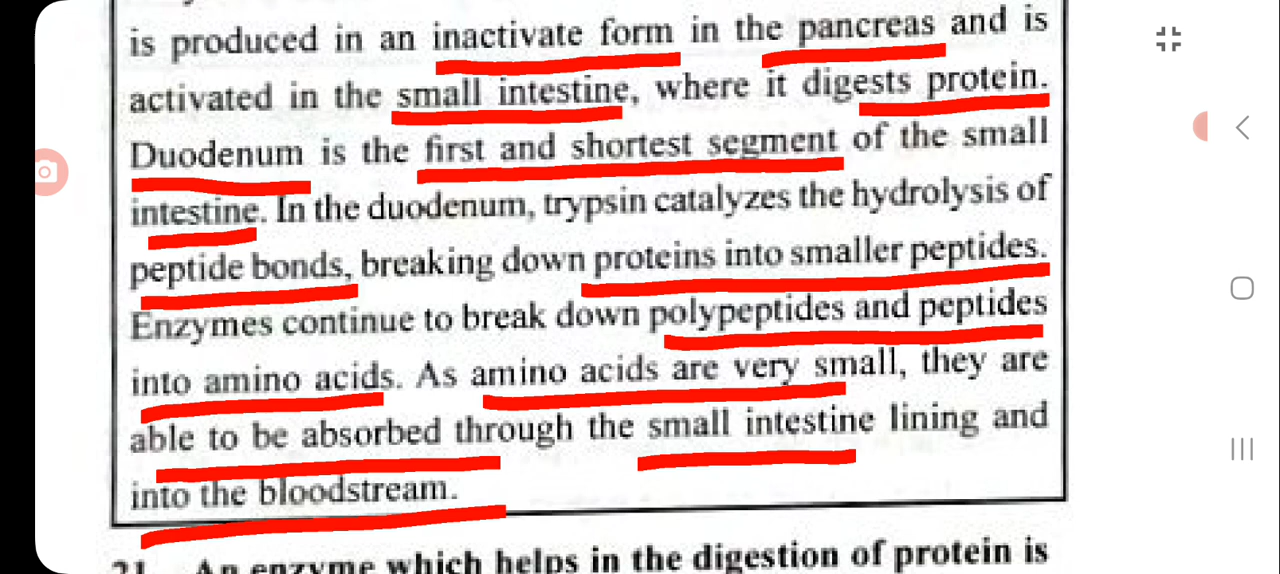 is produced in an inactivate form in the pancreas and is
activated in the small intestine, where it digests protein.
Duodenum is the first and shortest segment of the small
intestine. In the duodenum, trypsin catalyzes the hydrolysis of
peptide bonds, breaking down proteins into smaller peptides.
Enzymes continue to break down polypeptides and peptides
into amino acids. As amino acids are very small, they are
able to be absorbed through the small intestine lining and
into the bloodstream.
21. An enzyme which helps in the digestion of protein is